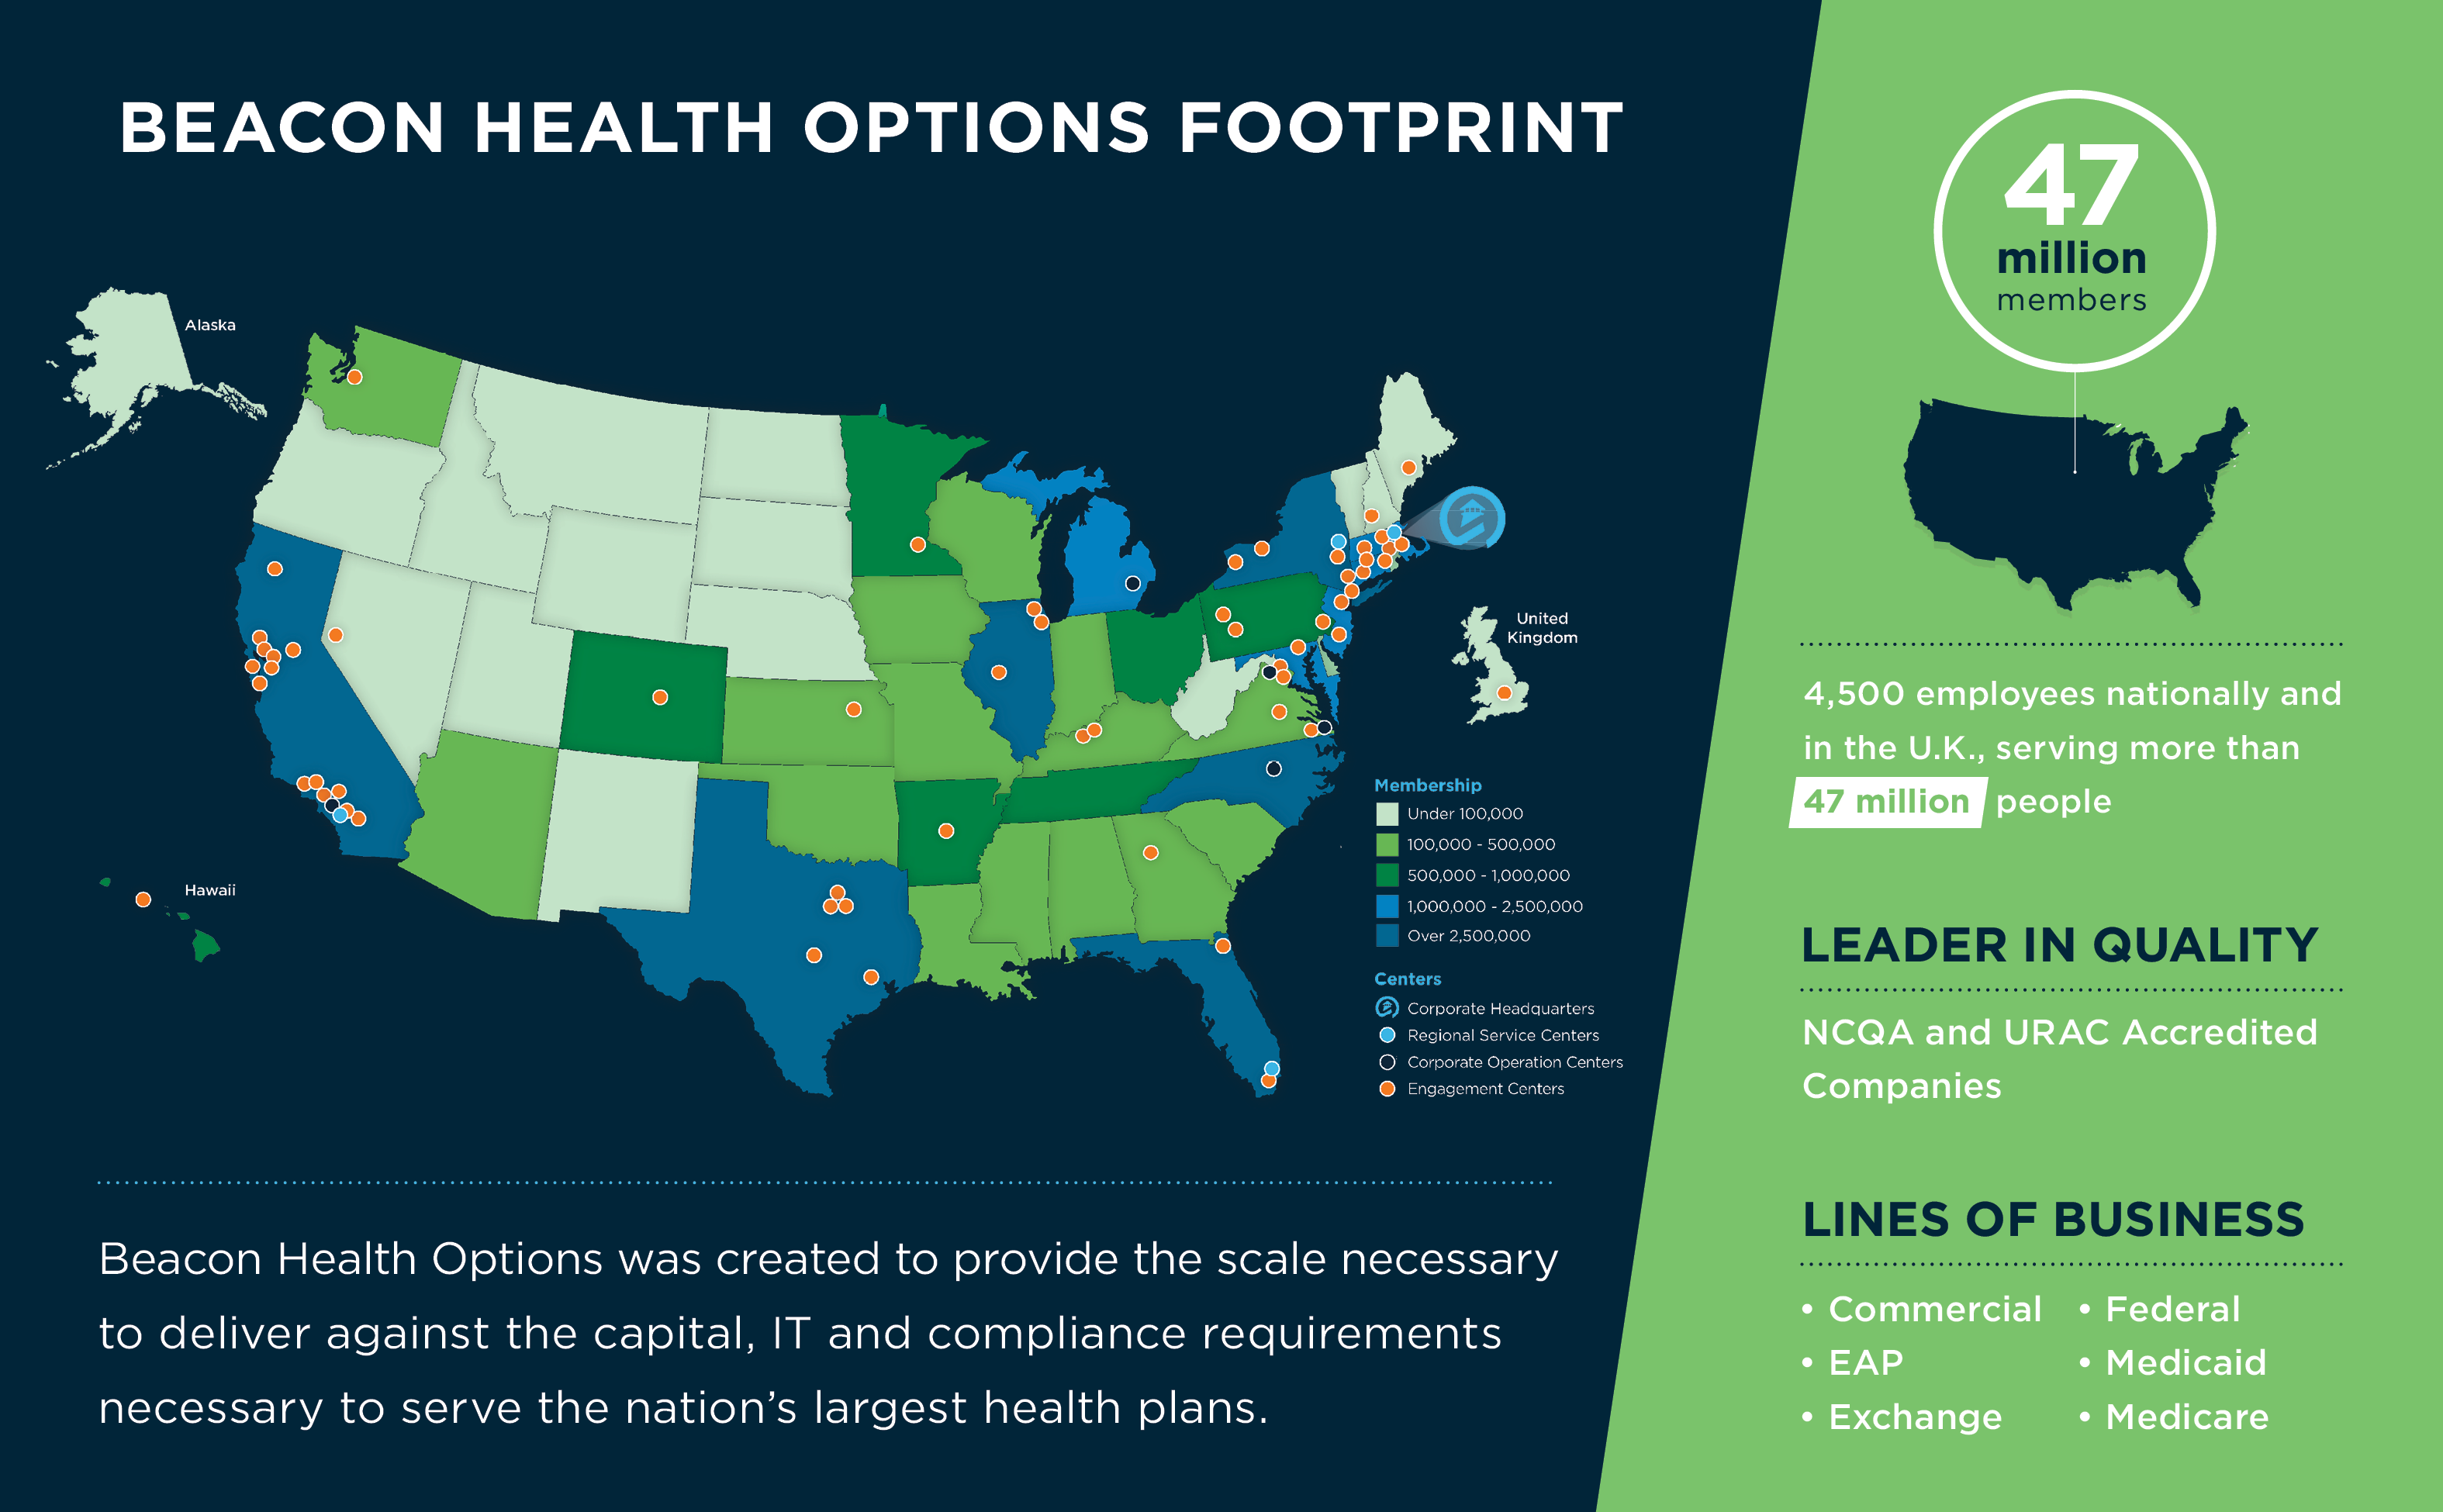 BEACON HEALTH OPTIONS FOOTPRINT
Alaska
Hawaii
United
Kingdom
Membership
Under 100,000
100,000 - 500,000
500,000 - 1,000,000
1,000,000 - 2,500,000
Over 2,500,000
Centers
Corporate Headquarters
Regional Service Centers
Corporate Operation Centers
Engagement Centers
Beacon Health Options was created to provide the scale necessary
to deliver against the capital, IT and compliance requirements
necessary to serve the nation’s largest health plans.
47
million
members
4,500 employees nationally and
in the U.K., serving more than
47 million people
LEADER IN QUALITY
NCQA and URAC Accredited
Companies
LINES OF BUSINESS
• Commercial
• EAP
• Exchange
• Federal
• Medicaid
• Medicare